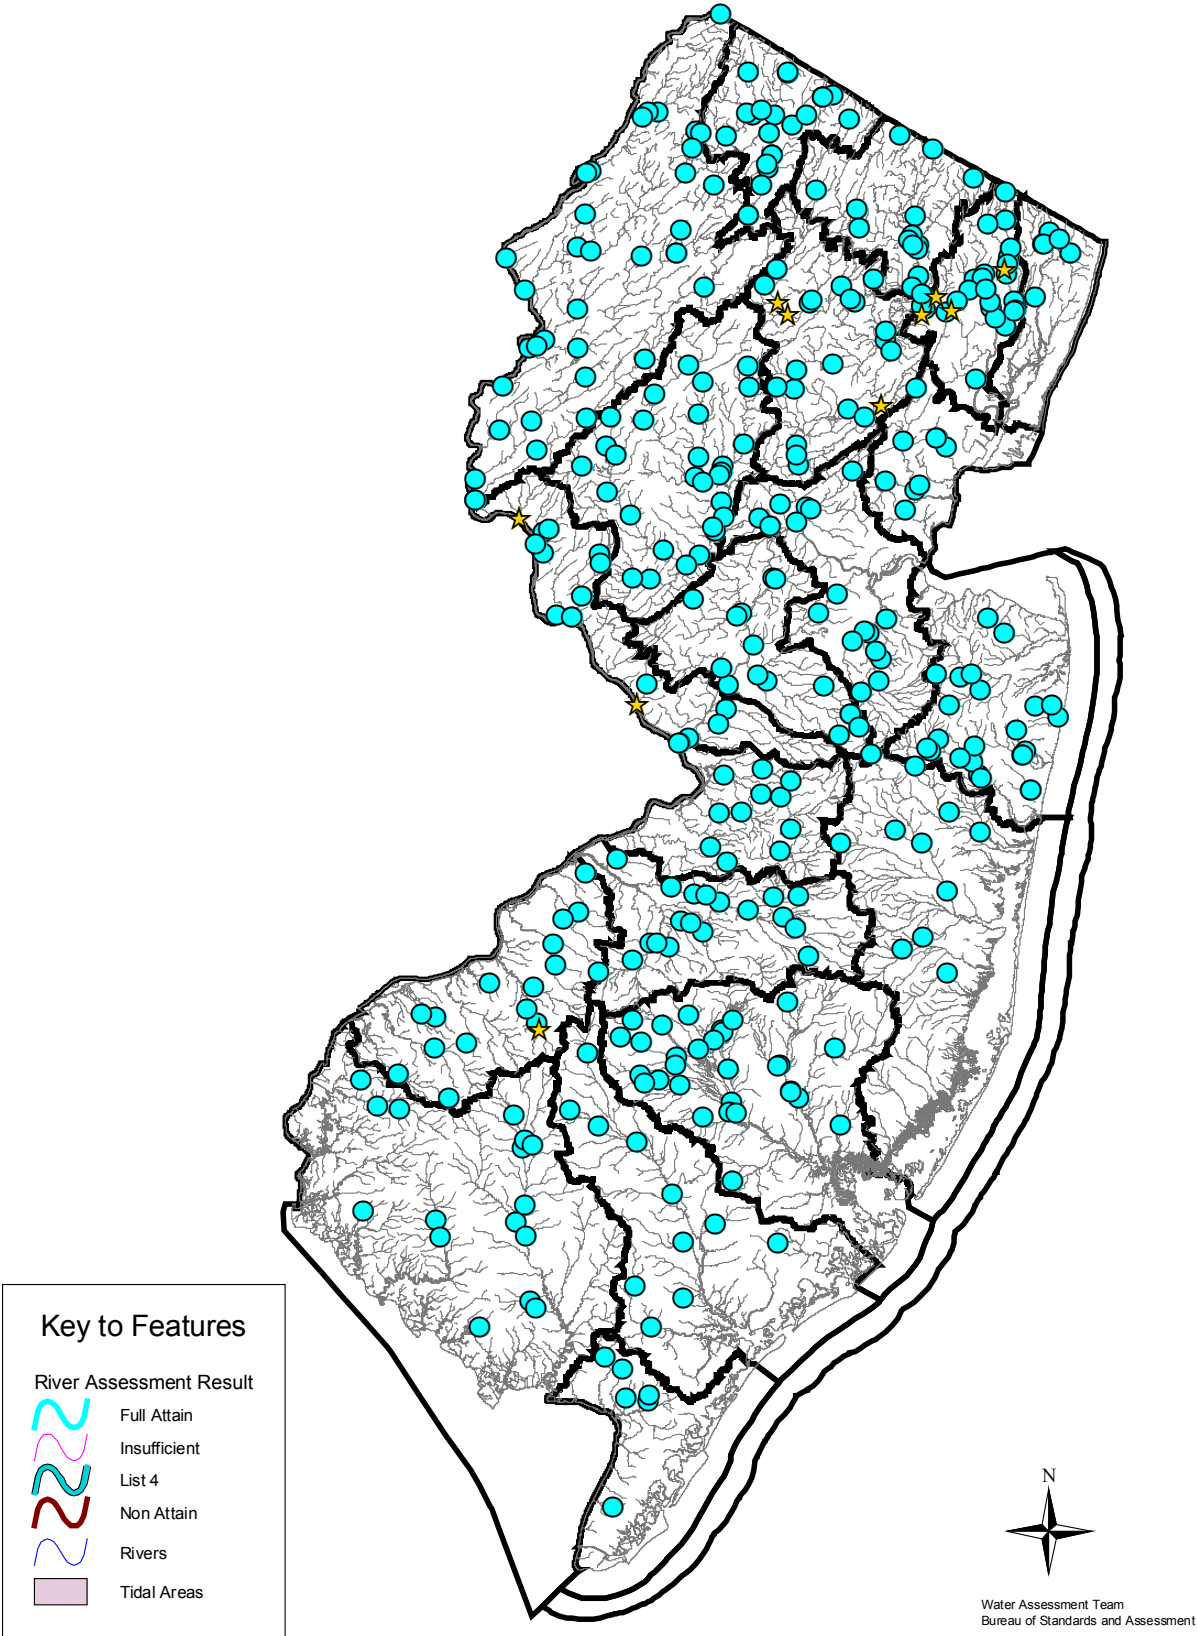 Key to Features
River Assessment Result
Full Attain
Insufficient
List 4
Non Attain
Rivers
Tidal Areas
N
Water Assessment Team
Bureau of Standards and Assessment